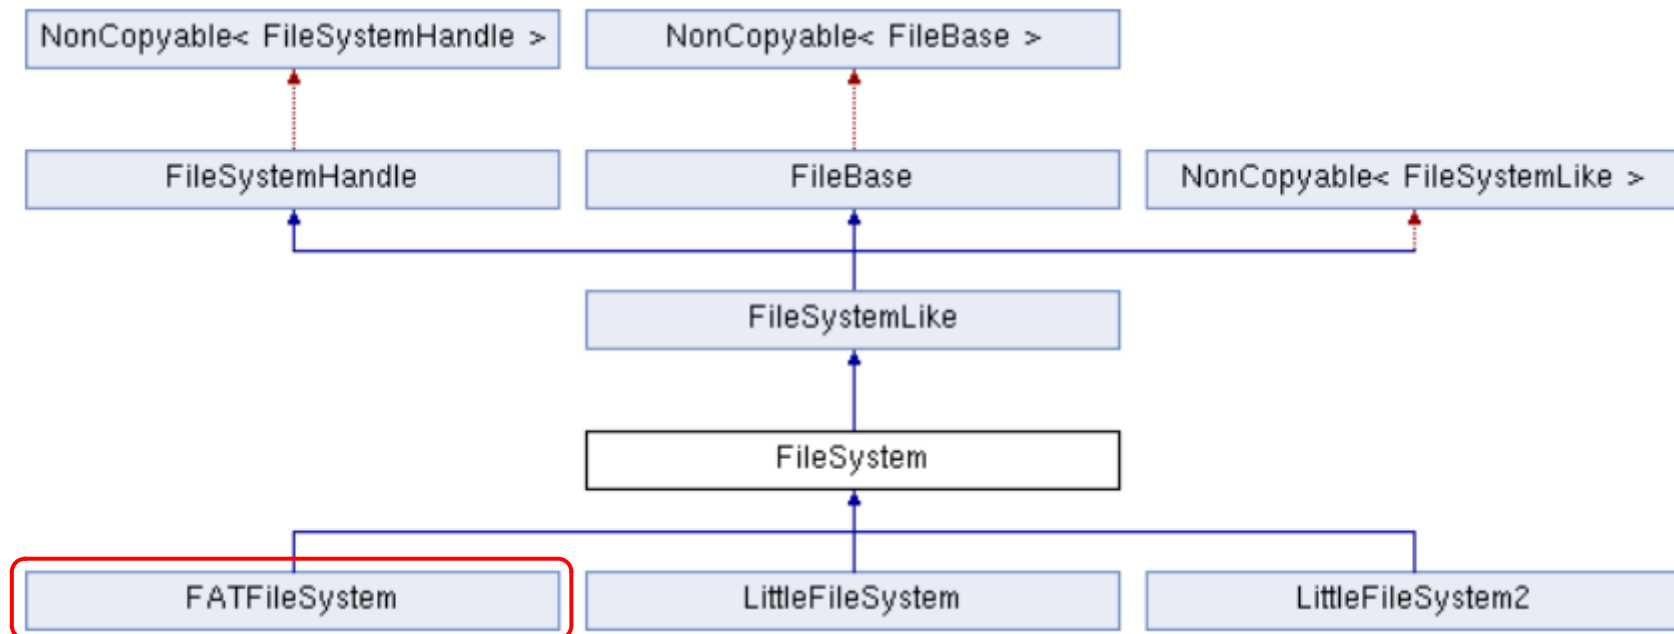 NonCopyable< FileSystemHandle >
NonCopyable< FileBase >
FileSystemHandle
FileBase
NonCopyable< FileSystemLike >
FileSystemLike
FileSystem
FATFileSystem
LittleFileSystem
LittleFileSystem2